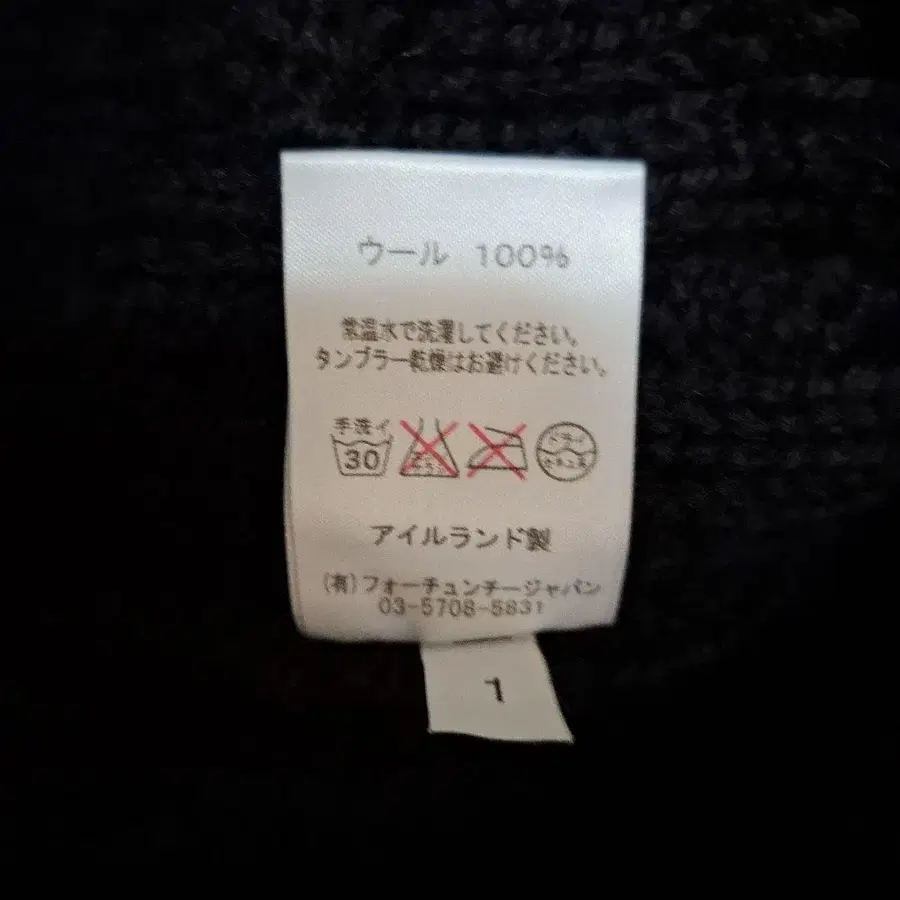 ウール 100%
常温水で洗濯してください。
タンブラー乾燥はお避けください。
手洗イ
30
ドライ
アイルランド製
(有)フォーチュンチージャパン
03-5708-5831
1